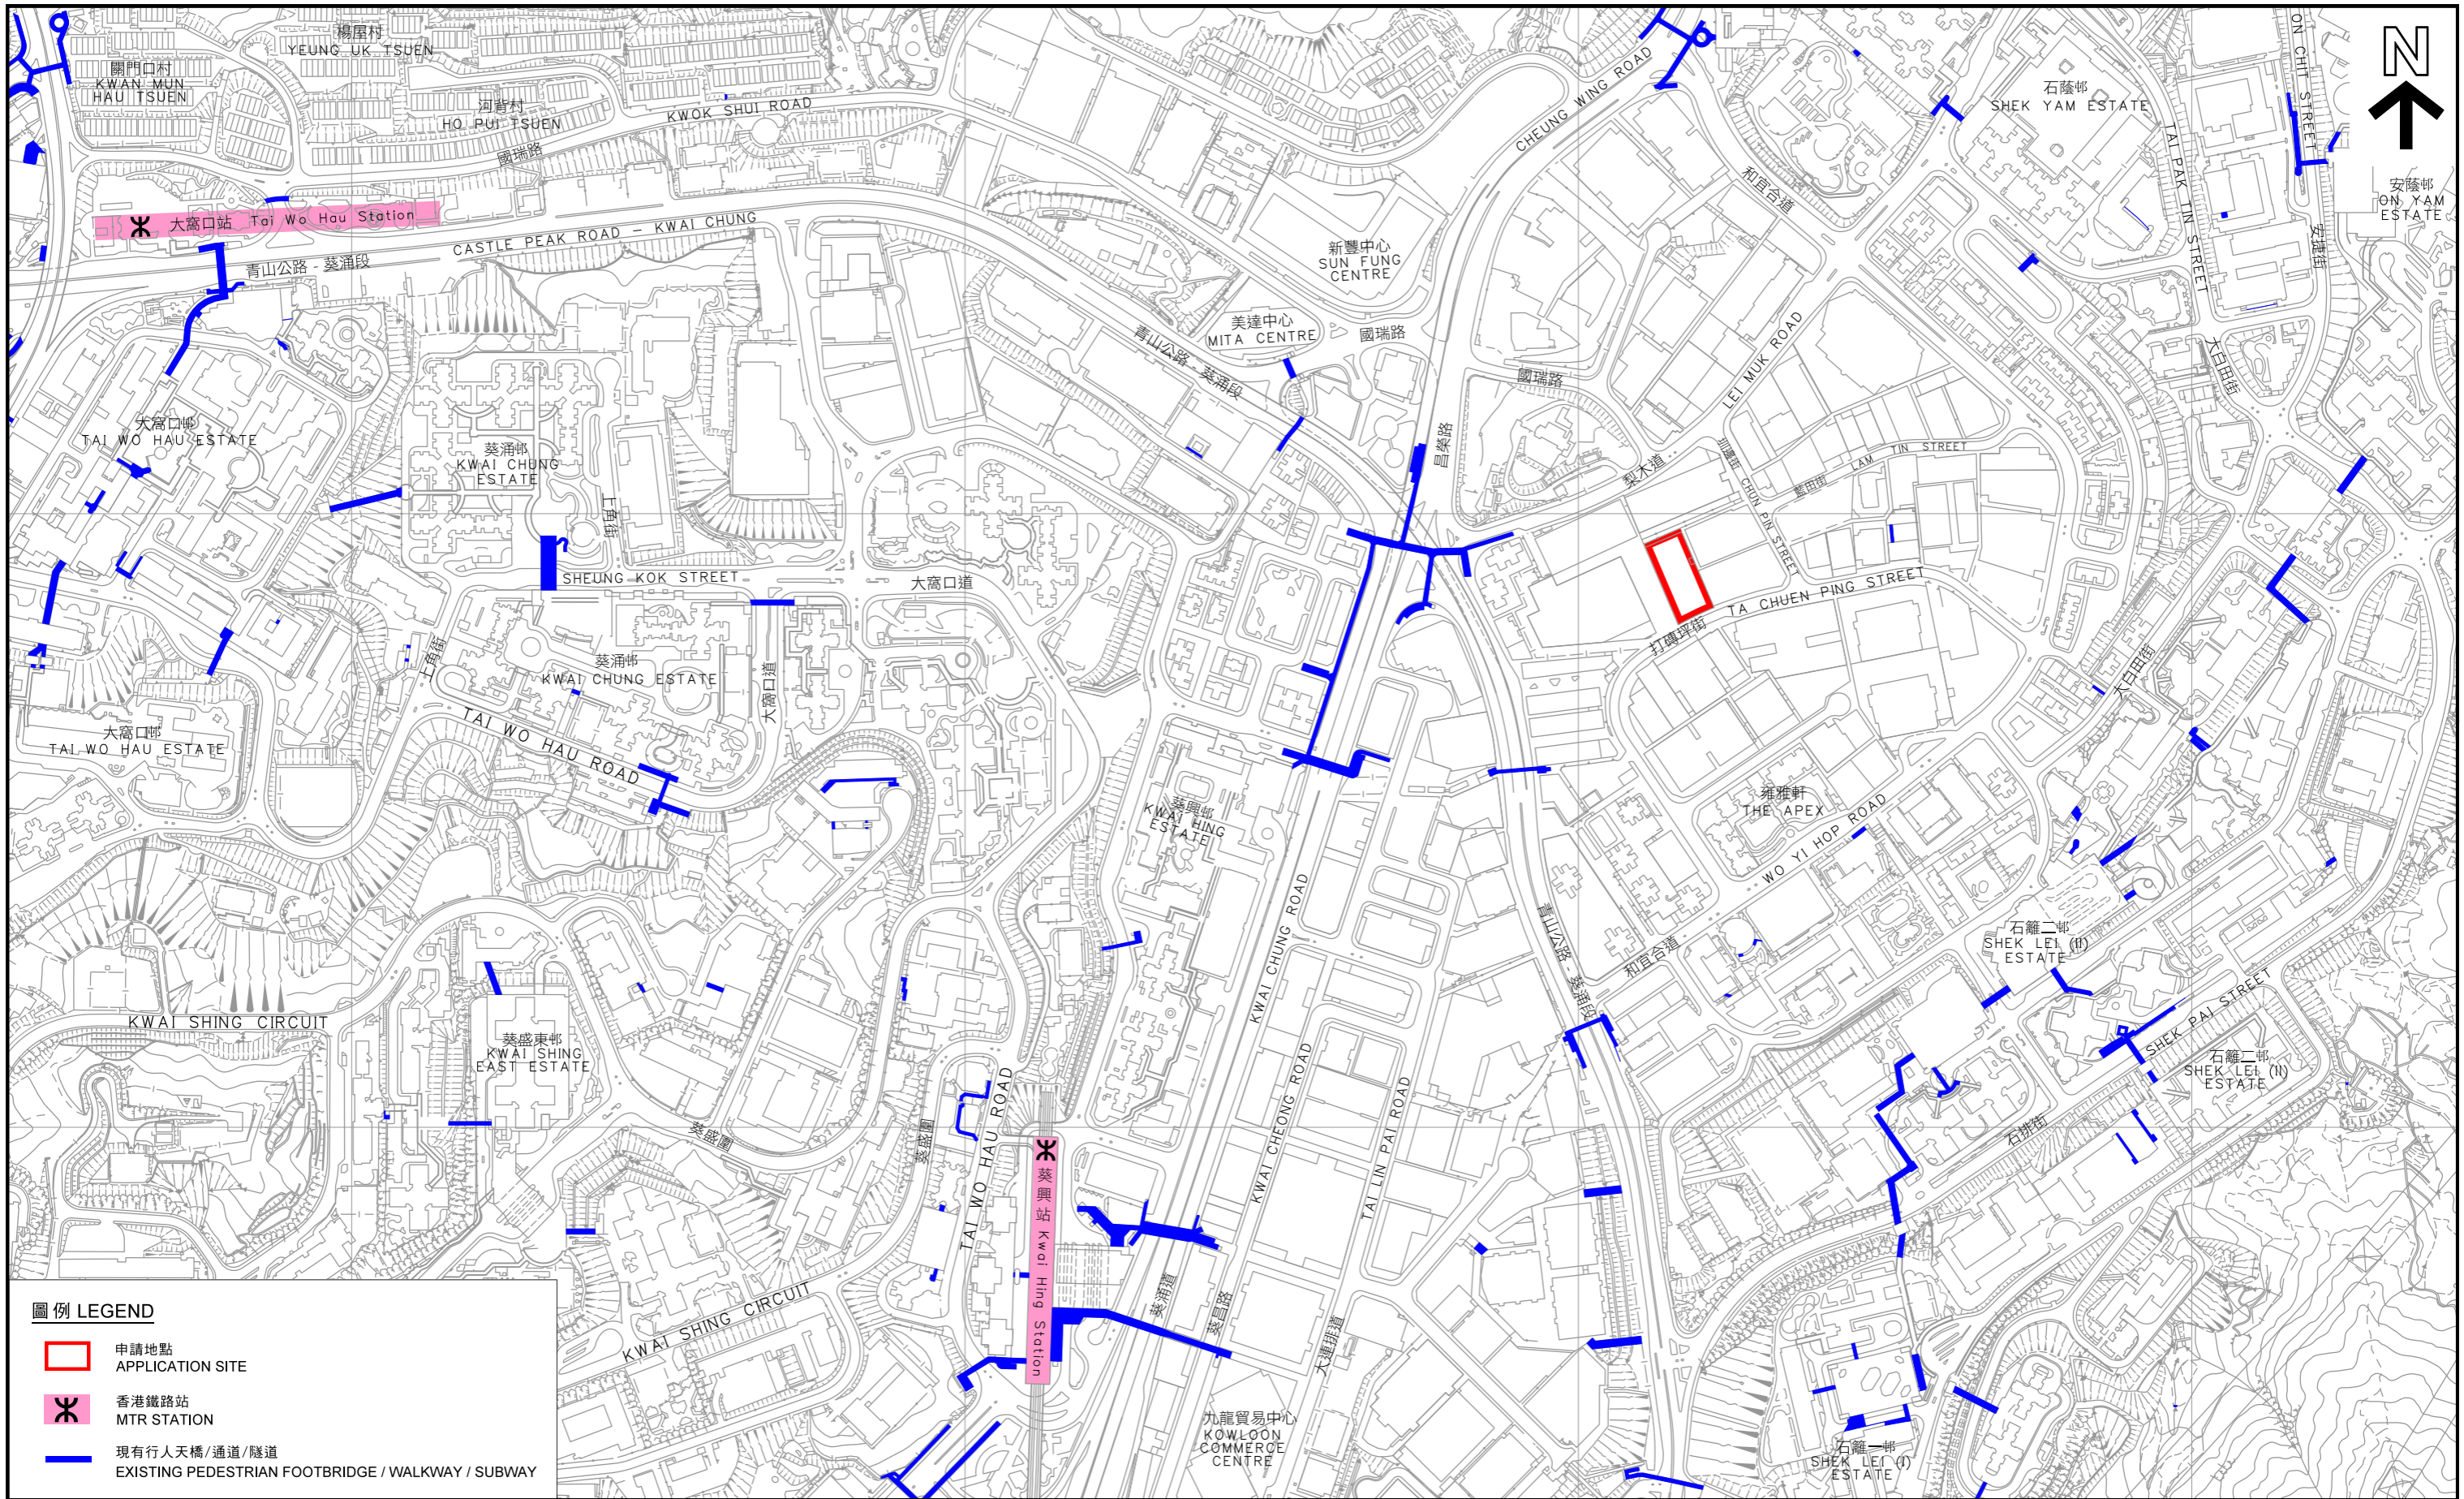 楊屋村
YEUNG UK TSUEN
關門口村
KWAN MUN
HAU TSUEN
河背村
HO PUI TSUEN
KWOK SHUI ROAD
國瑞路
大窩口站 Tai Wo Hau Station
青山公路 - 葵涌段
CASTLE PEAK ROAD - KWAI CHUNG
CHEUNG WING ROAD
和宜合道
石蔭邨
SHEK YAM ESTATE
TAI PAK TIN STREET
ON CHIT STREET
N
安蔭邨
ON YAM
ESTATE
安捷街
新豐中心
SUN FUNG
CENTRE
美達中心
MITA CENTRE
國瑞路
青山公路 - 葵涌段
國瑞路
LEI MUK ROAD
大白田街
大窩口邨
TAI WO HAU ESTATE
葵涌邨
KWAI CHUNG
ESTATE
上角街
昌榮路
梨木道
圳邊街
CHUN PIN STREET
藍田街
LAM TIN STREET
SHEUNG KOK STREET
大窩口道
TA CHUEN PING STREET
打磚坪街
上角街
葵涌邨
KWAI CHUNG ESTATE
大窩口道
大白田街
大窩口邨
TAI WO HAU ESTATE
TAI WO HAU ROAD
葵興邨
KWAI HING
ESTATE
雍雅軒
THE APEX
WO YI HOP ROAD
KWAI CHUNG ROAD
青山公路 - 葵涌段
和宜合道
石籬二邨
SHEK LEI (II)
ESTATE
SHEK PAI STREET
KWAI SHING CIRCUIT
葵盛東邨
KWAI SHING
EAST ESTATE
石籬二邨
SHEK LEI (II)
ESTATE
葵盛圍
葵盛圍
TAI WO HAU ROAD
KWAI CHEONG ROAD
TAI LIN PAI ROAD
石排街
葵興站 Kwai Hing Station
葵涌道
葵昌路
大連排道
KWAI SHING CIRCUIT
九龍貿易中心
KOWLOON
COMMERCE
CENTRE
石籬一邨
SHEK LEI (I)
ESTATE
圖例 LEGEND
申請地點
APPLICATION SITE
香港鐵路站
MTR STATION
現有行人天橋/通道/隧道
EXISTING PEDESTRIAN FOOTBRIDGE / WALKWAY / SUBWAY